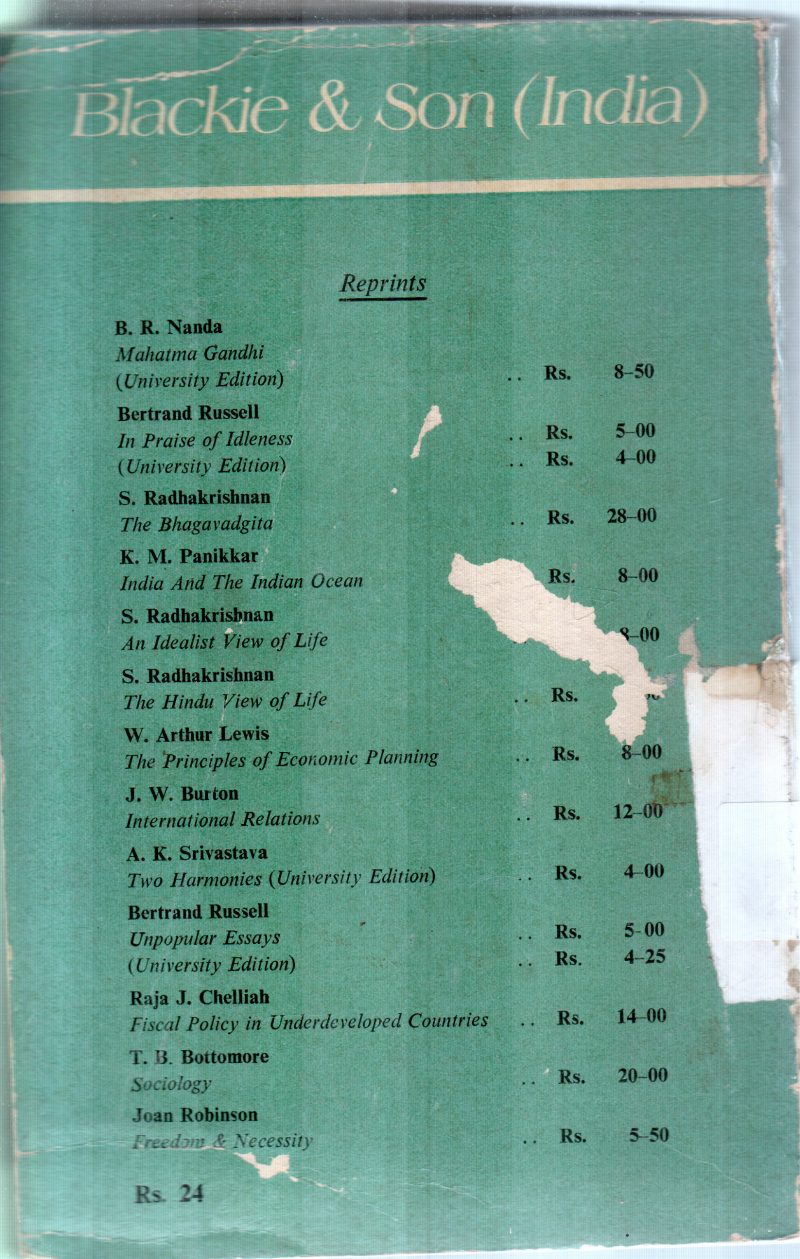 Blackie & Son (India)
Reprints
B. R. Nanda
Mahatma Gandhi
(University Edition) .. Rs. 8-50
Bertrand Russell
In Praise of Idleness .. Rs. 5-00
(University Edition) .. Rs. 4-00
S. Radhakrishnan
The Bhagavadgita .. Rs. 28-00
K. M. Panikkar
India And The Indian Ocean Rs. 8-00
S. Radhakrishnan
An Idealist View of Life .. 8-00
S. Radhakrishnan
The Hindu View of Life .. Rs.
W. Arthur Lewis
The Principles of Economic Planning .. Rs. 8-00
J. W. Burton
International Relations .. Rs. 12-00
A. K. Srivastava
Two Harmonies (University Edition) .. Rs. 4-00
Bertrand Russell
Unpopular Essays .. Rs. 5-00
(University Edition) .. Rs. 4-25
Raja J. Chelliah
Fiscal Policy in Underdeveloped Countries .. Rs. 14-00
T. B. Bottomore
Sociology .. Rs. 20-00
Joan Robinson
Freedom & Necessity .. Rs. 5-50
Rs. 24